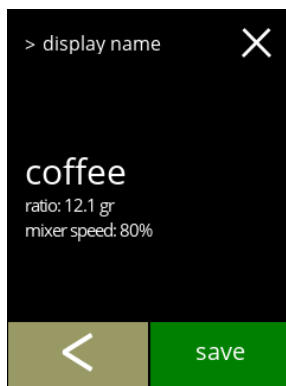 > display name
coffee
ratio: 12.1 gr
mixer speed: 80%
save